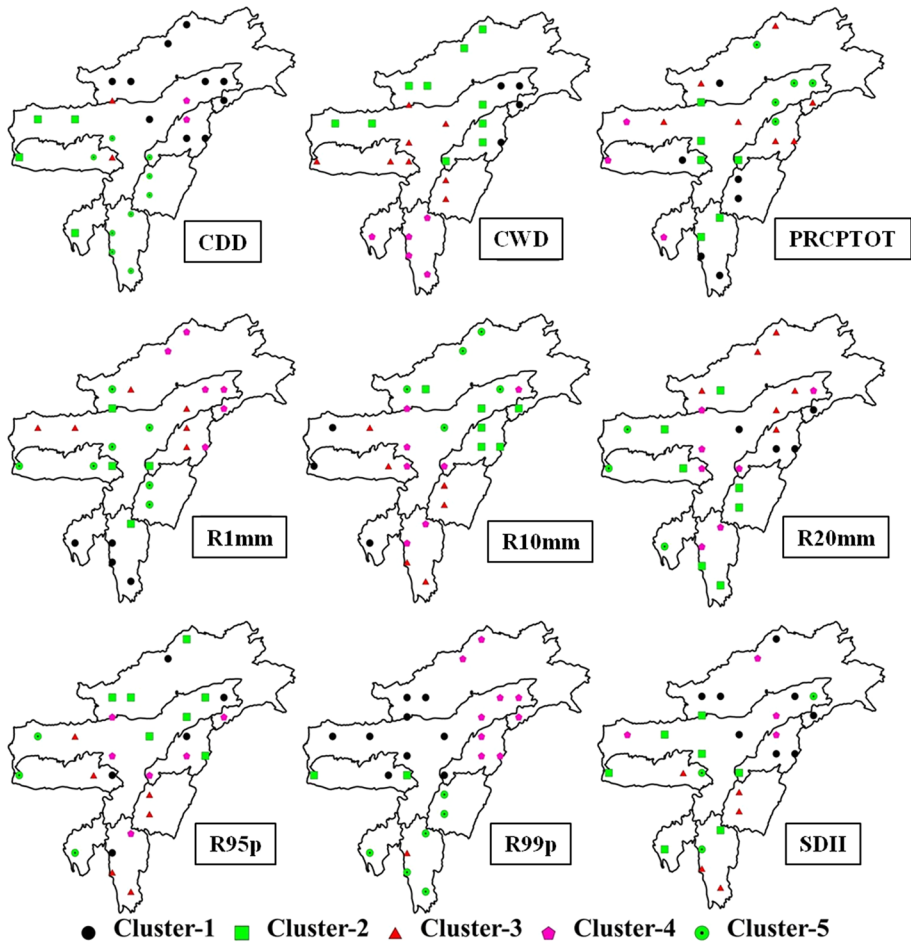 CDD
CWD
PRCPTOT
R1mm
R10mm
R20mm
R95p
R99p
SDII
Cluster-1 Cluster-2 Cluster-3 Cluster-4 Cluster-5